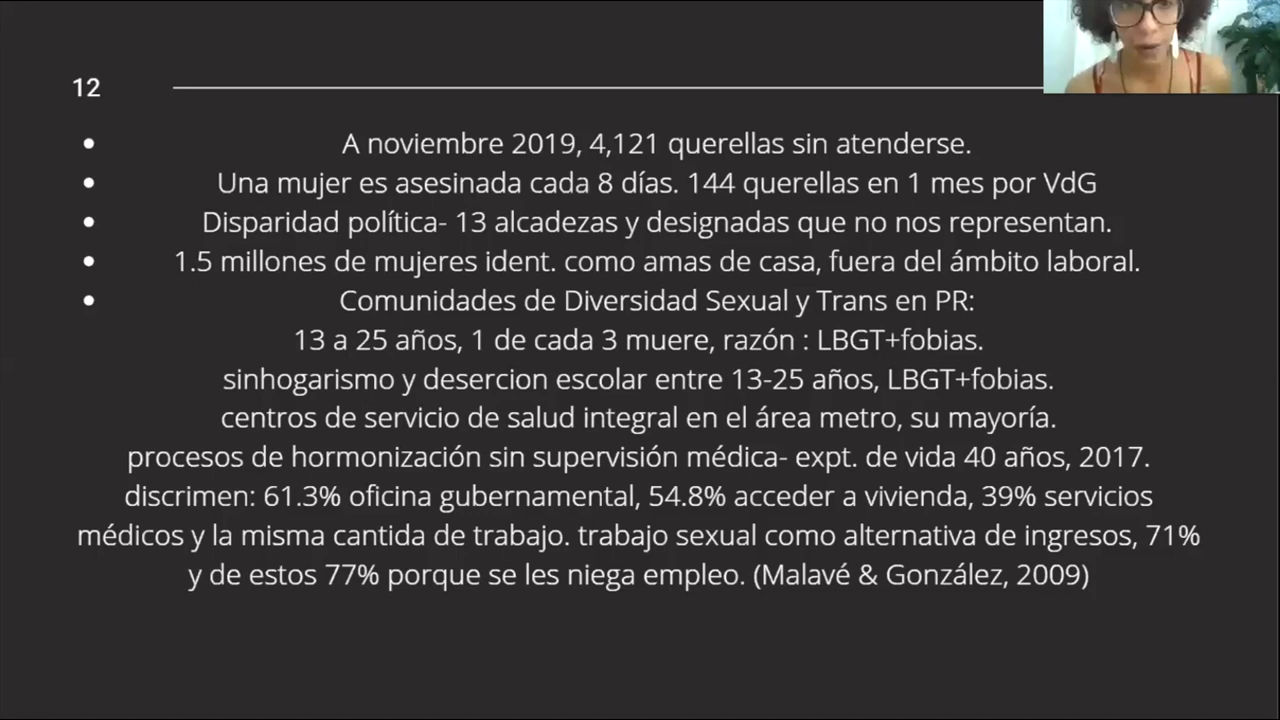 12
• A noviembre 2019, 4,121 querellas sin atenderse.
• Una mujer es asesinada cada 8 días. 144 querellas en 1 mes por VdG
• Disparidad política- 13 alcadezas y designadas que no nos representan.
• 1.5 millones de mujeres ident. como amas de casa, fuera del ámbito laboral.
• Comunidades de Diversidad Sexual y Trans en PR:
13 a 25 años, 1 de cada 3 muere, razón : LBGT+fobias.
sinhogarismo y desercion escolar entre 13-25 años, LBGT+fobias.
centros de servicio de salud integral en el área metro, su mayoría.
procesos de hormonización sin supervisión médica- expt. de vida 40 años, 2017.
discrimen: 61.3% oficina gubernamental, 54.8% acceder a vivienda, 39% servicios
médicos y la misma cantida de trabajo. trabajo sexual como alternativa de ingresos, 71%
y de estos 77% porque se les niega empleo. (Malavé & González, 2009)